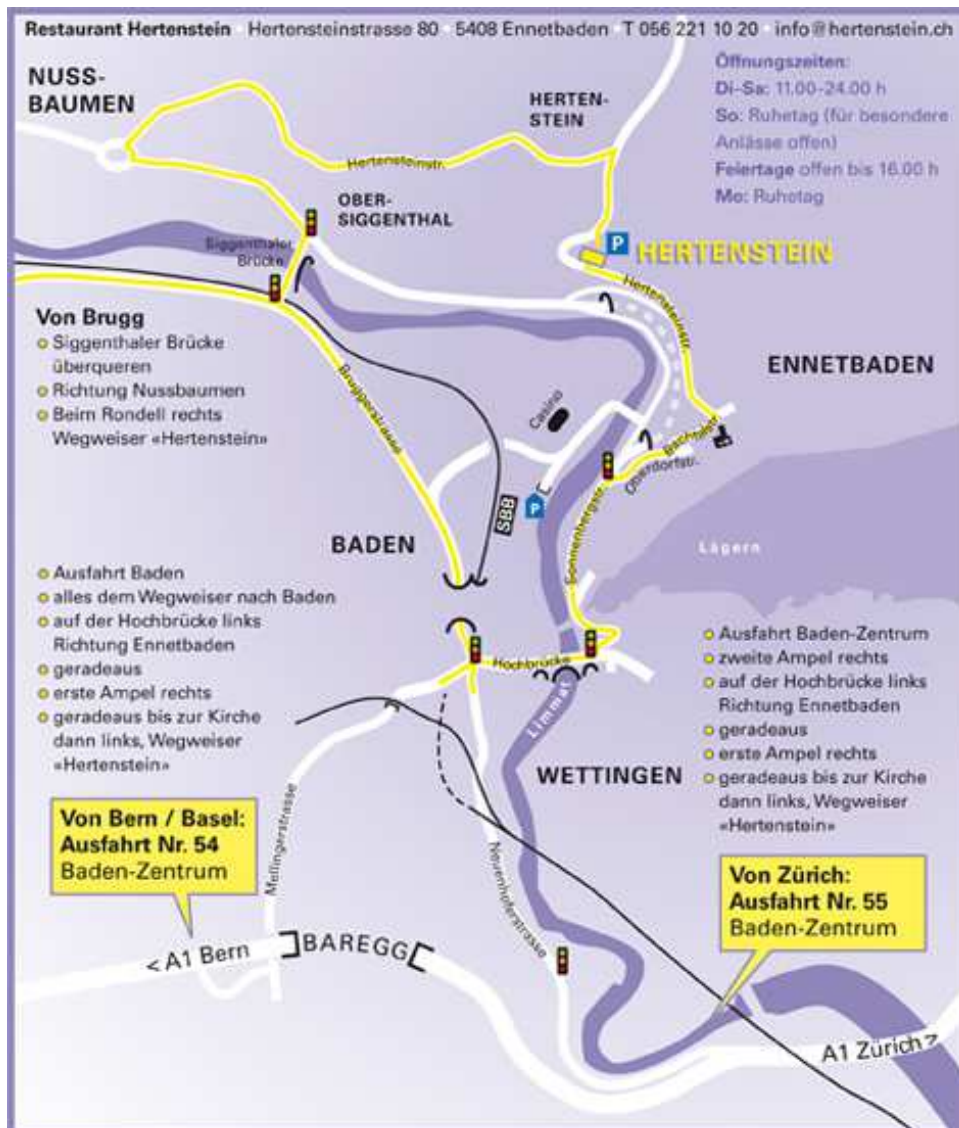 Restaurant Hertenstein · Hertensteinstrasse 80 · 5408 Ennetbaden · T 056 221 10 20 · info@hertenstein.ch
Öffnungszeiten:
Di-Sa: 11.00-24.00 h
So: Ruhetag (für besondere
Anlässe offen)
Feiertage offen bis 16.00 h
Mo: Ruhetag
NUSS-
BAUMEN
HERTEN-
STEIN
Hertensteinstr.
OBER-
SIGGENTHAL
Siggenthaler
Brücke
P
HERTENSTEIN
Hertensteinstr.
Von Brugg
Siggenthaler Brücke
überqueren
Richtung Nussbaumen
Beim Rondell rechts
Wegweiser «Hertenstein»
Bruggerstrasse
ENNETBADEN
Casino
Bachtalstr.
Oberdorfstr.
SBB
P
Sonnenbergstr.
BADEN
Lägern
Ausfahrt Baden
alles dem Wegweiser nach Baden
auf der Hochbrücke links
Richtung Ennetbaden
geradeaus
erste Ampel rechts
geradeaus bis zur Kirche
dann links, Wegweiser
«Hertenstein»
Hochbrücke
Limmat
Ausfahrt Baden-Zentrum
zweite Ampel rechts
auf der Hochbrücke links
Richtung Ennetbaden
geradeaus
erste Ampel rechts
geradeaus bis zur Kirche
dann links, Wegweiser
«Hertenstein»
WETTINGEN
Von Bern / Basel:
Ausfahrt Nr. 54
Baden-Zentrum
Mellingerstrasse
Neuenhoferstrasse
Von Zürich:
Ausfahrt Nr. 55
Baden-Zentrum
< A1 Bern
BAREGG
A1 Zürich >